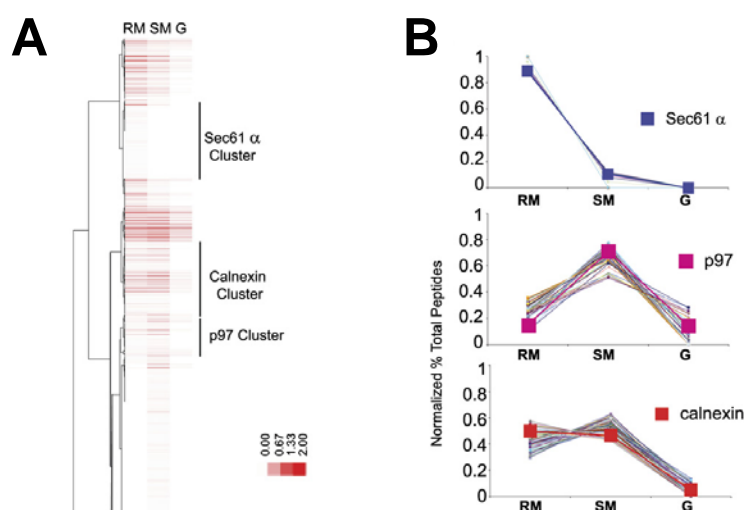 A
RM SM G
Sec61 α
Cluster
Calnexin
Cluster
p97 Cluster
0.00
0.67
1.33
2.00
B
Normalized % Total Peptides
1
0.8
0.6
0.4
0.2
0
RM SM G
Sec61 α
1
0.8
0.6
0.4
0.2
0
RM SM G
p97
1
0.8
0.6
0.4
0.2
0
RM SM G
calnexin